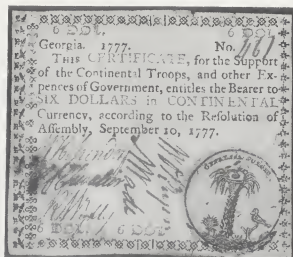 6 DOL. 6 DOL.
Georgia. 1777. No. 461
THIS CERTIFICATE, for the Support
of the Continental Troops, and other Ex-
pences of Government, entitles the Bearer to
SIX DOLLARS in CONTINENTAL
Currency, according to the Resolution of
Assembly, September 10, 1777.
6 DOL. 6 DOL.